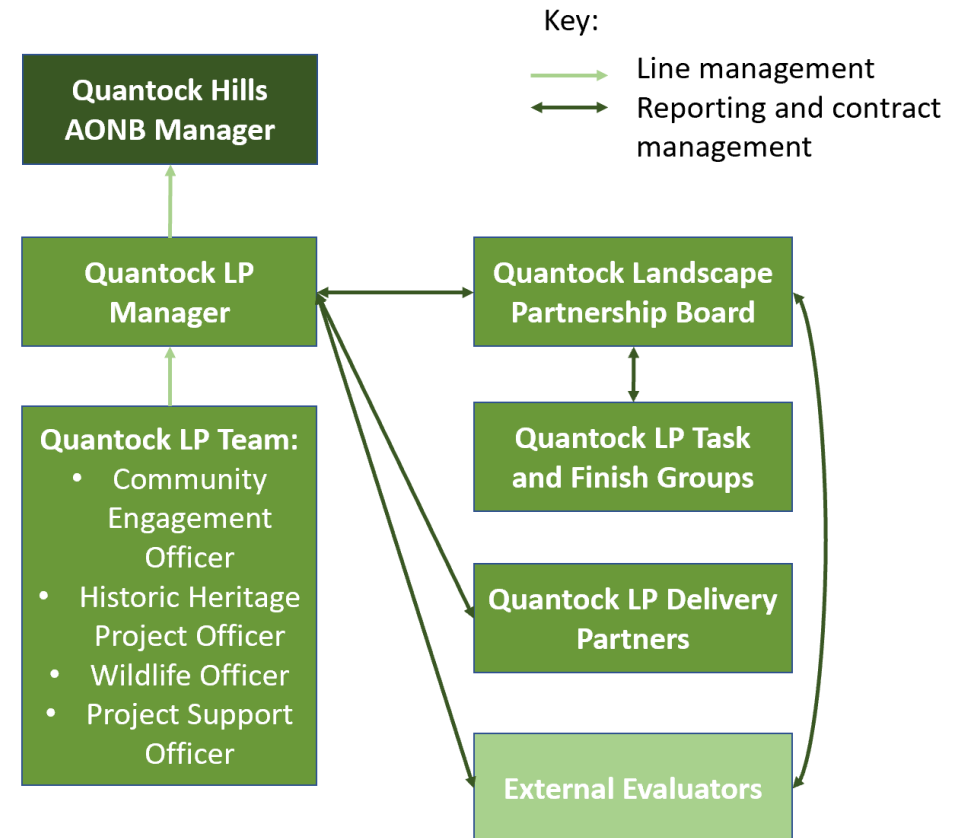 Key:
Line management
Reporting and contract
management
Quantock Hills
AONB Manager
Quantock LP
Manager
Quantock Landscape
Partnership Board
Quantock LP Team:
• Community
Engagement
Officer
• Historic Heritage
Project Officer
• Wildlife Officer
• Project Support
Officer
Quantock LP Task
and Finish Groups
Quantock LP Delivery
Partners
External Evaluators